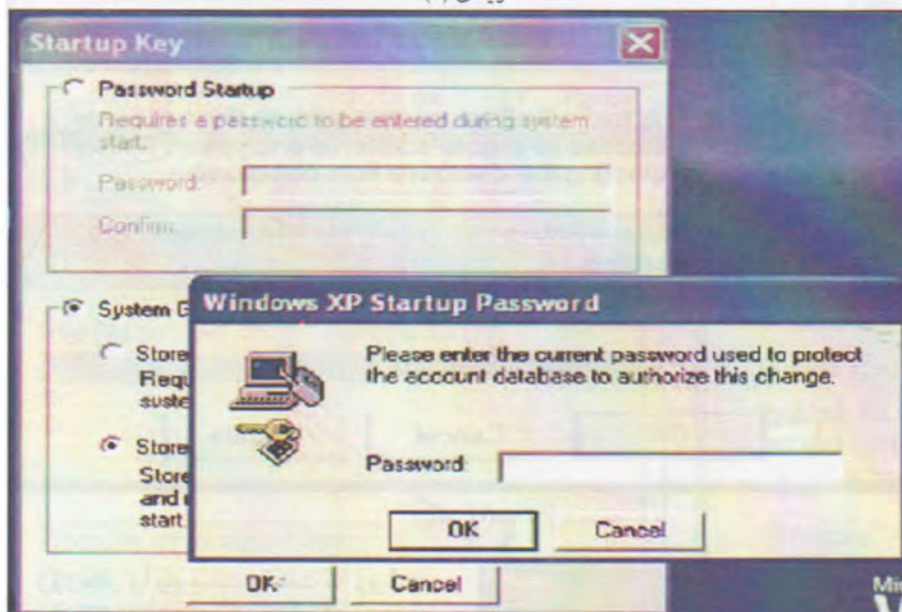 Startup Key
Password Startup
Requires a password to be entered during system
start.
Password:
Confirm:
System
Store
Requ
syste
Store
Store
and
start.
OK
Cancel
Windows XP Startup Password
Please enter the current password used to protect
the account database to authorize this change.
Password:
OK
Cancel